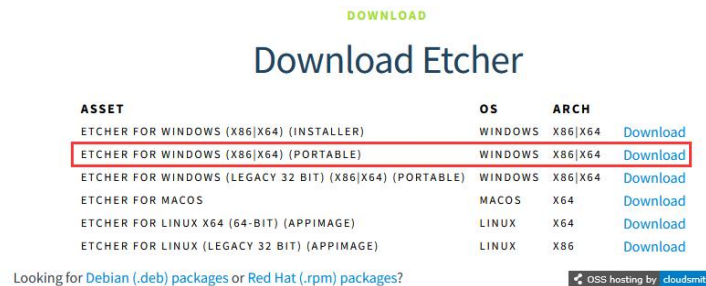 DOWNLOAD
Download Etcher
ASSET OS ARCH
ETCHER FOR WINDOWS (X86|X64) (INSTALLER) WINDOWS X86|X64 Download
ETCHER FOR WINDOWS (X86|X64) (PORTABLE) WINDOWS X86|X64 Download
ETCHER FOR WINDOWS (LEGACY 32 BIT) (X86|X64) (PORTABLE) WINDOWS X86|X64 Download
ETCHER FOR MACOS MACOS X64 Download
ETCHER FOR LINUX X64 (64-BIT) (APPIMAGE) LINUX X64 Download
ETCHER FOR LINUX (LEGACY 32 BIT) (APPIMAGE) LINUX X86 Download
Looking for Debian (.deb) packages or Red Hat (.rpm) packages? OSS hosting by cloudsmit